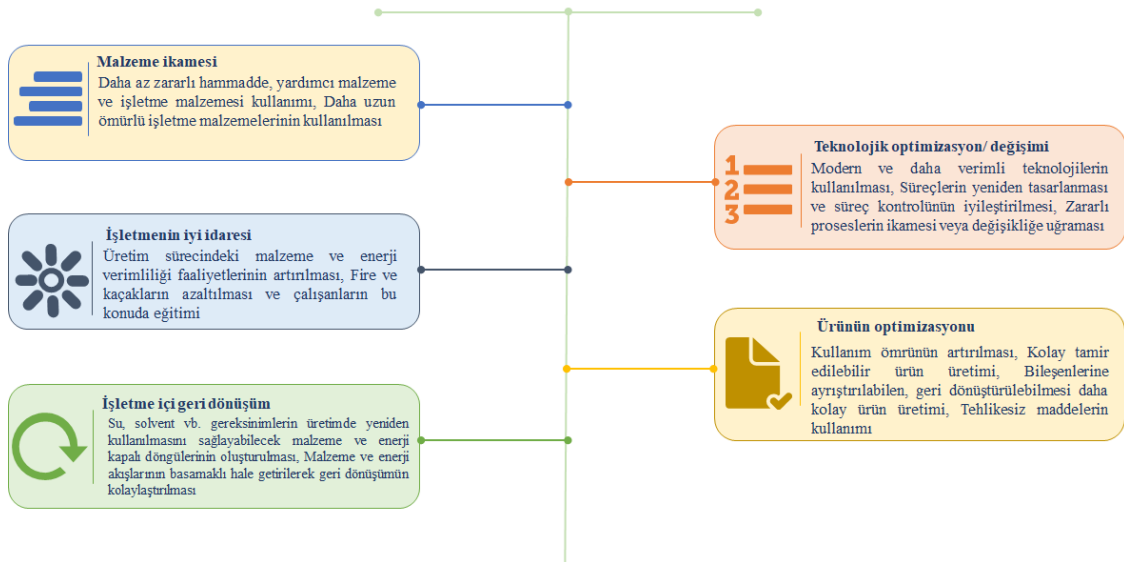 Malzeme ikamesi
Daha az zararlı hammadde, yardımcı malzeme
ve işletme malzemesi kullanımı, Daha uzun
ömürlü işletme malzemelerinin kullanılması
1
2
3
Teknolojik optimizasyon/ değişimi
Modern ve daha verimli teknolojilerin
kullanılması, Süreçlerin yeniden tasarlanması
ve süreç kontrolünün iyileştirilmesi, Zararlı
proseslerin ikamesi veya değişikliğe uğraması
İşletmenin iyi idaresi
Üretim sürecindeki malzeme ve enerji
verimliliği faaliyetlerinin artırılması, Fire ve
kaçakların azaltılması ve çalışanların bu
konuda eğitimi
Ürünün optimizasyonu
Kullanım ömrünün artırılması, Kolay tamir
edilebilir ürün üretimi, Bileşenlerine
ayrıştırılabilen, geri dönüştürülebilmesi daha
kolay ürün üretimi, Tehlikesiz maddelerin
kullanımı
İşletme içi geri dönüşüm
Su, solvent vb. gereksinimlerin üretimde yeniden
kullanılmasını sağlayabilecek malzeme ve enerji
kapalı döngülerinin oluşturulması, Malzeme ve enerji
akışlarının basamaklı hale getirilerek geri dönüşümün
kolaylaştırılması